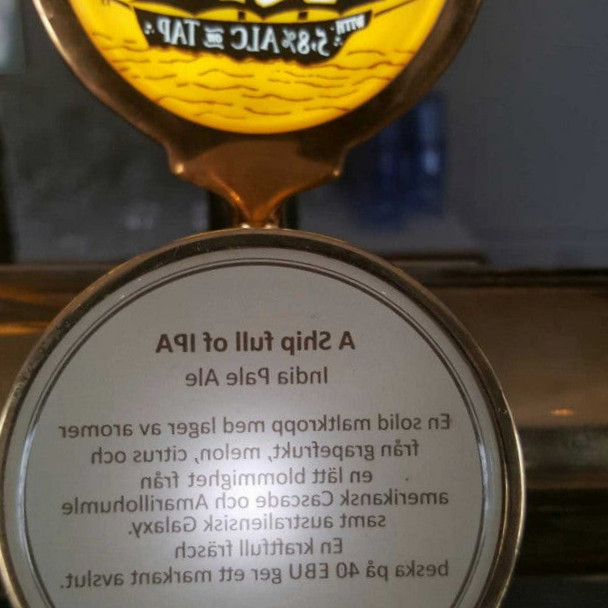 WITH
5.8% ALC ON TAP
A Ship full of IPA
India Pale Ale
En solid maltkropp med lager av aromer
från grapefrukt, melon, citrus och
en lätt blommighet från
amerikansk Cascade och Amarillohumle
samt australiensisk Galaxy.
En kraftfull fräsch
beska på 40 EBU ger ett markant avslut.